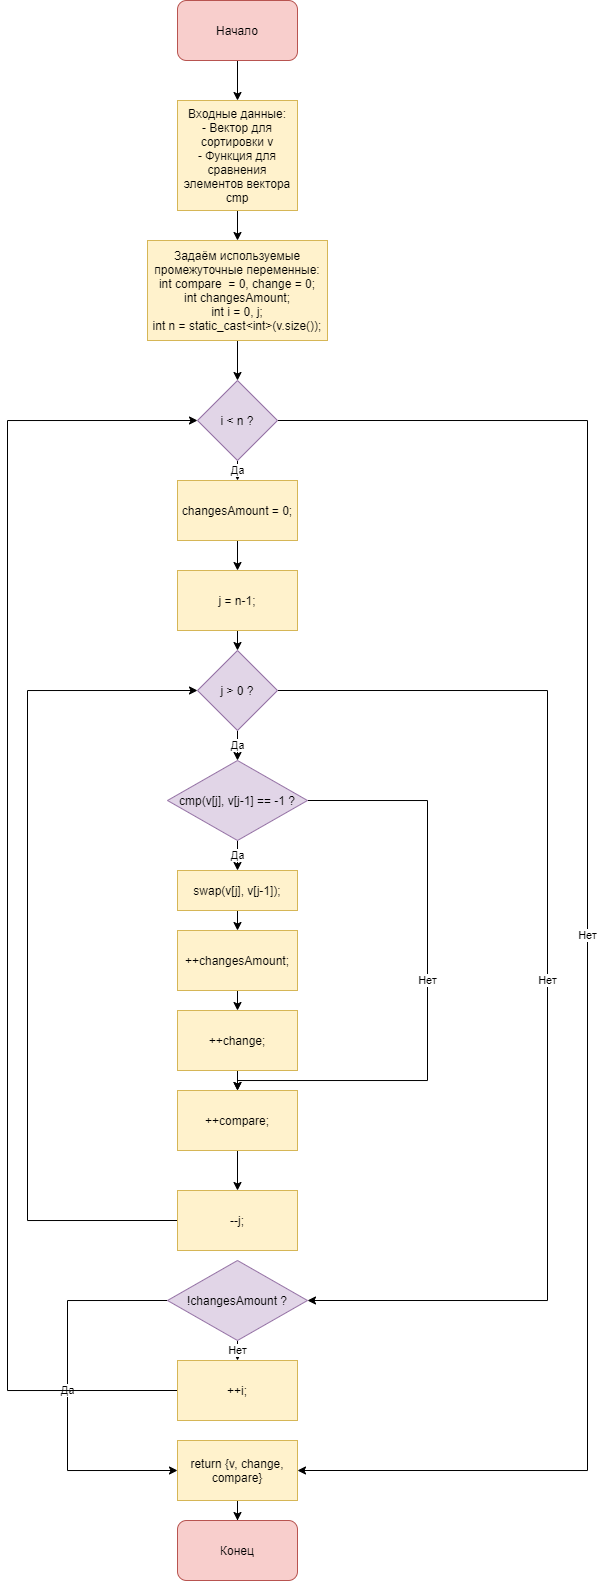 Начало
Входные данные:
- Вектор для
сортировки v
- Функция для
сравнения
элементов вектора
cmp
Задаём используемые
промежуточные переменные:
int compare  = 0, change = 0;
int changesAmount;
int i = 0, j;
int n = static_cast<int>(v.size());
i < n ?
Да
changesAmount = 0;
j = n-1;
j > 0 ?
Да
cmp(v[j], v[j-1] == -1 ?
Да
swap(v[j], v[j-1]);
Нет
++changesAmount;
Нет
Нет
++change;
++compare;
--j;
!changesAmount ?
Нет
++i;
Да
return {v, change,
compare}
Конец